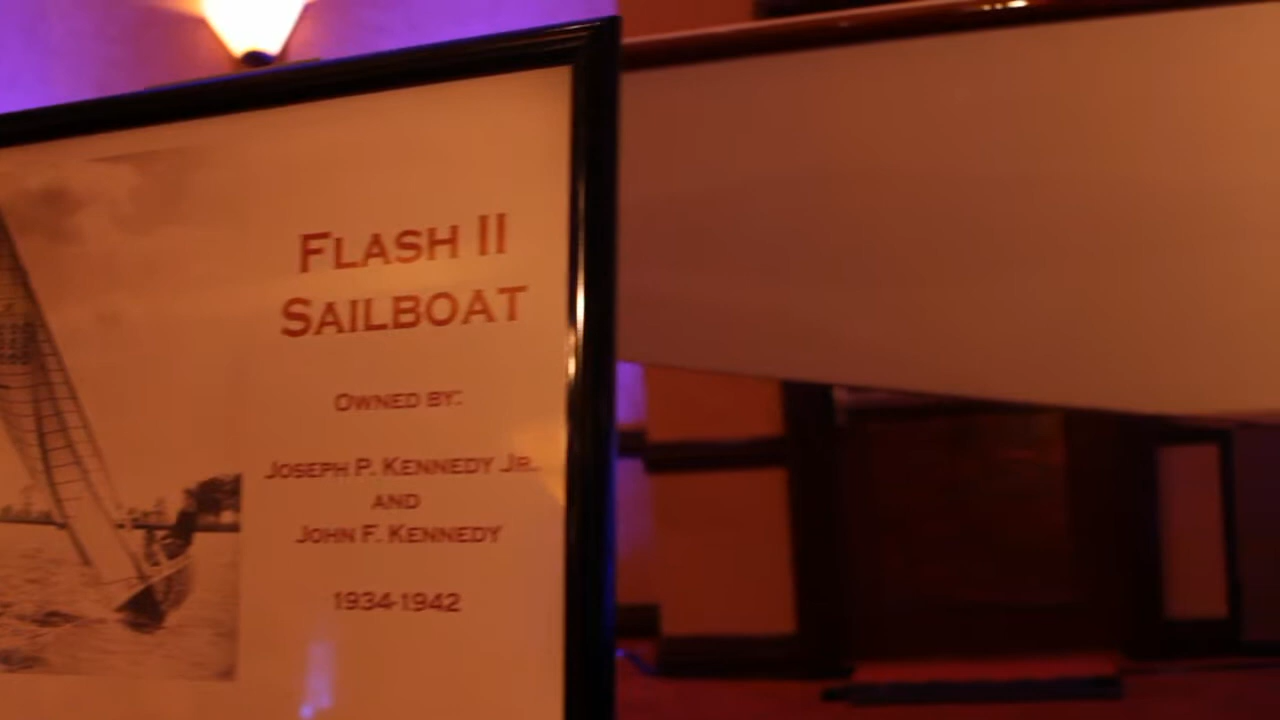 FLASH II
SAILBOAT
OWNED BY:
JOSEPH P. KENNEDY JR.
AND
JOHN F. KENNEDY
1934-1942